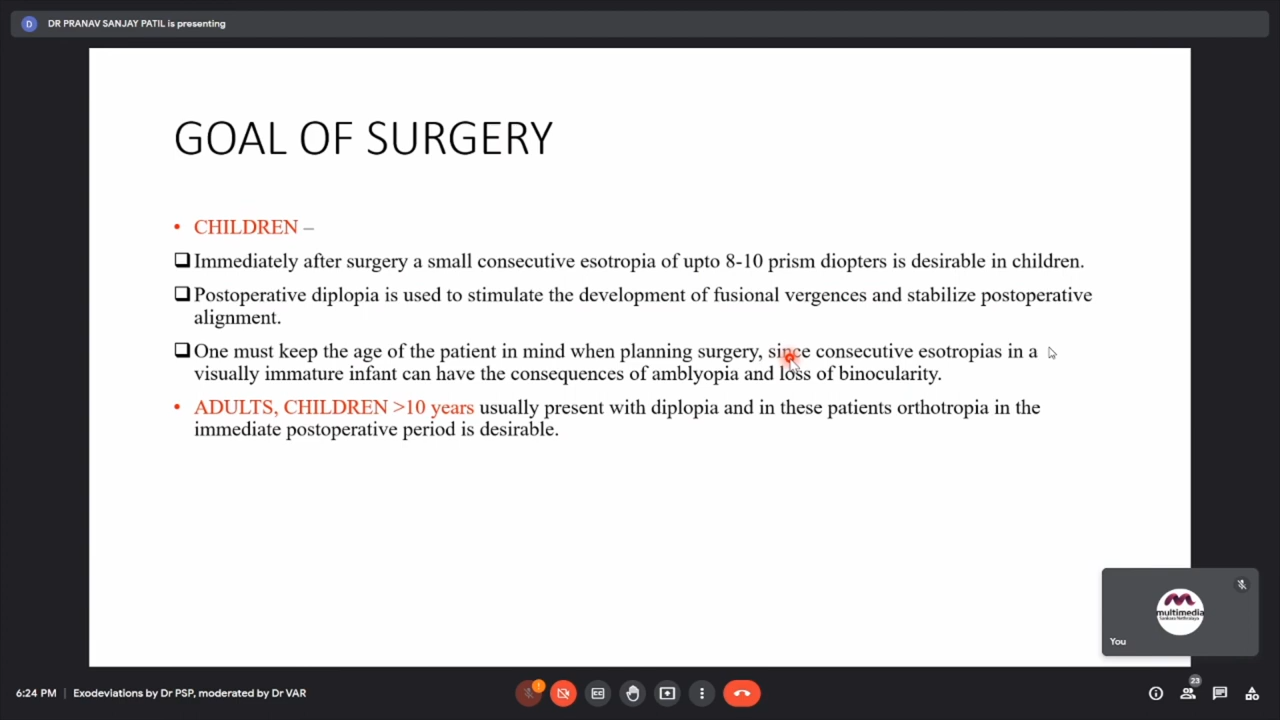 D DR PRANAV SANJAY PATIL is presenting
GOAL OF SURGERY
• CHILDREN –
❑ Immediately after surgery a small consecutive esotropia of upto 8-10 prism diopters is desirable in children.
❑ Postoperative diplopia is used to stimulate the development of fusional vergences and stabilize postoperative
alignment.
❑ One must keep the age of the patient in mind when planning surgery, since consecutive esotropias in a
visually immature infant can have the consequences of amblyopia and loss of binocularity.
• ADULTS, CHILDREN >10 years usually present with diplopia and in these patients orthotropia in the
immediate postoperative period is desirable.
multimedia
You
6:24 PM | Exodeviations by Dr PSP, moderated by Dr VAR
23